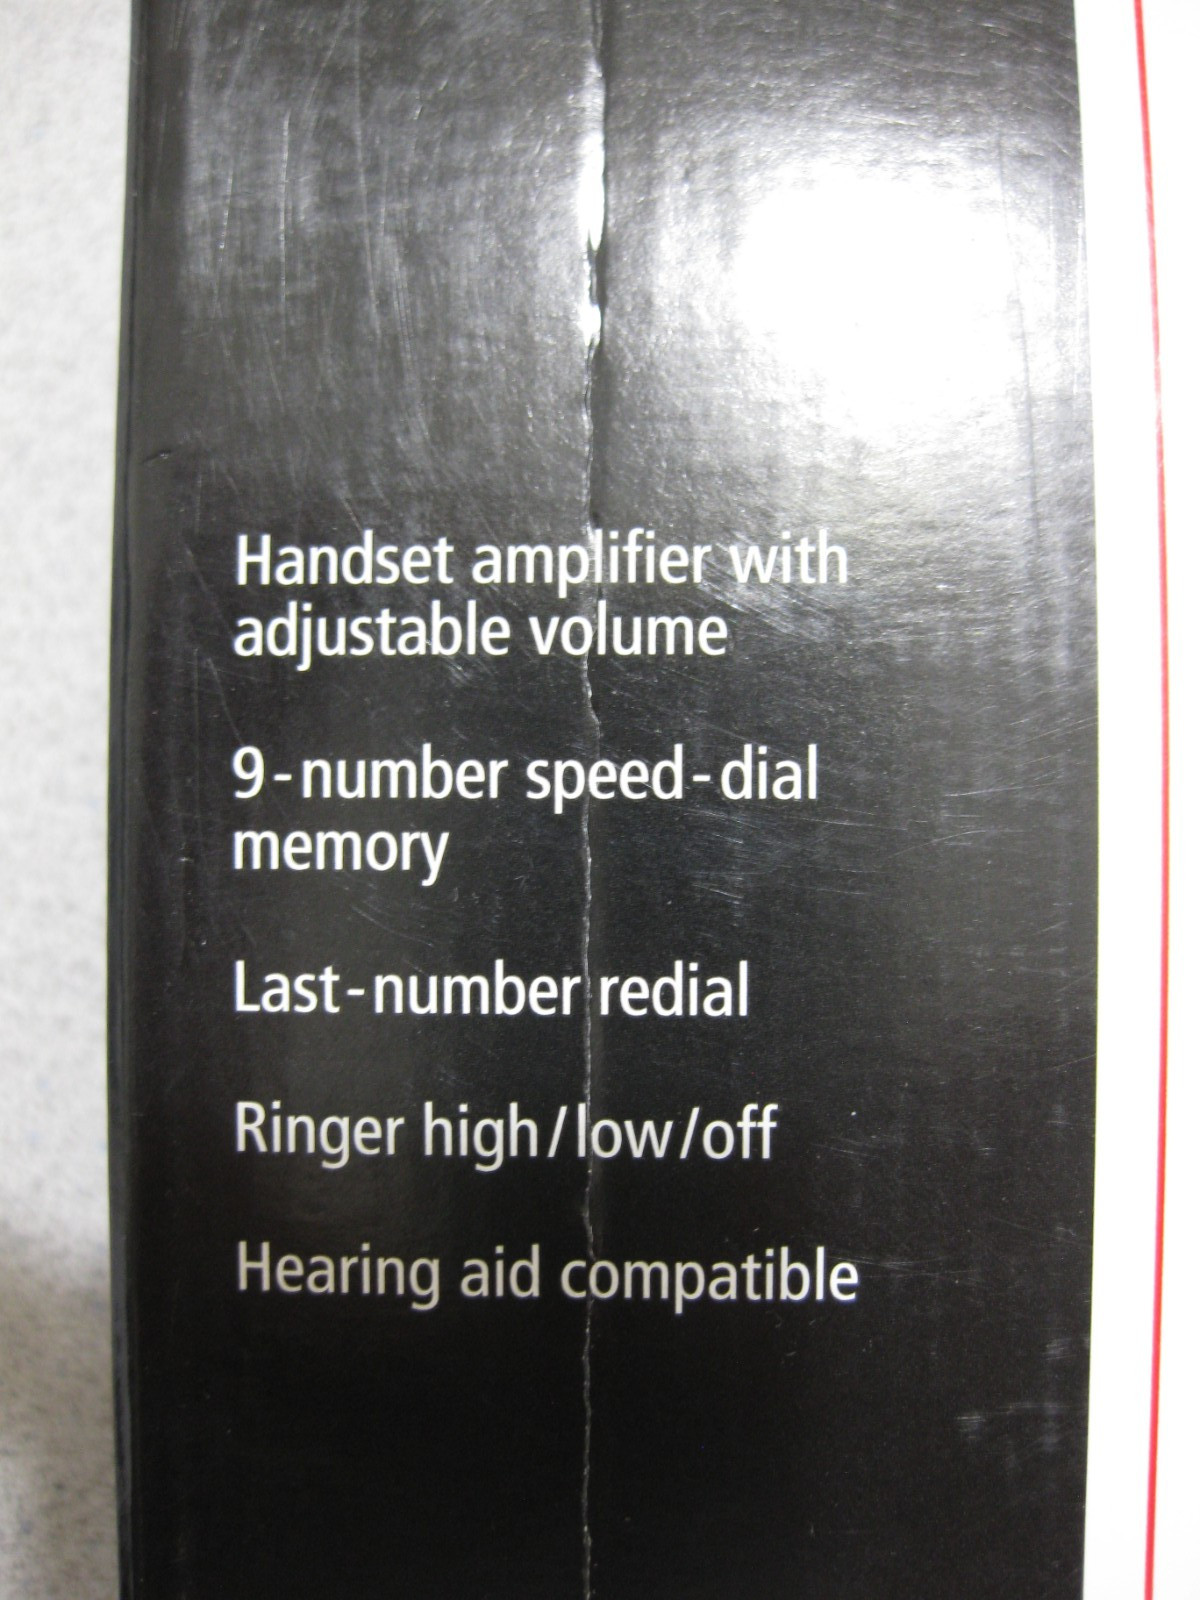 Handset amplifier with
adjustable volume
9-number speed-dial
memory
Last-number redial
Ringer high/low/off
Hearing aid compatible